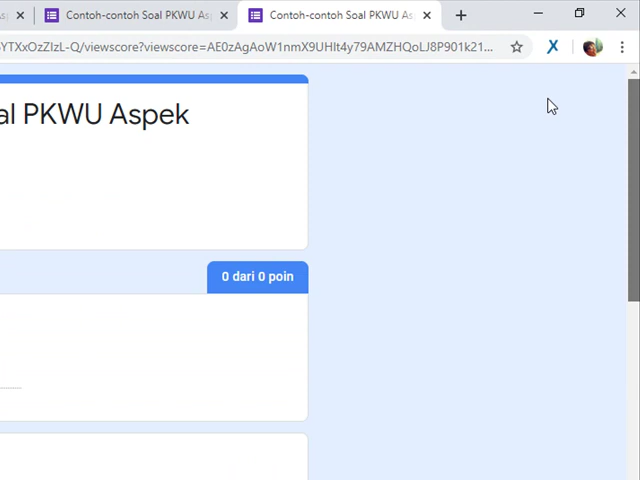 Contoh-contoh Soal PKWU As
Contoh-contoh Soal PKWU As
YTXxOzZIzL-Q/viewscore?viewscore=AE0zAgAoW1nmX9UHIt4y79AMZHQoLJ8P901k21...
al PKWU Aspek
0 dari 0 poin